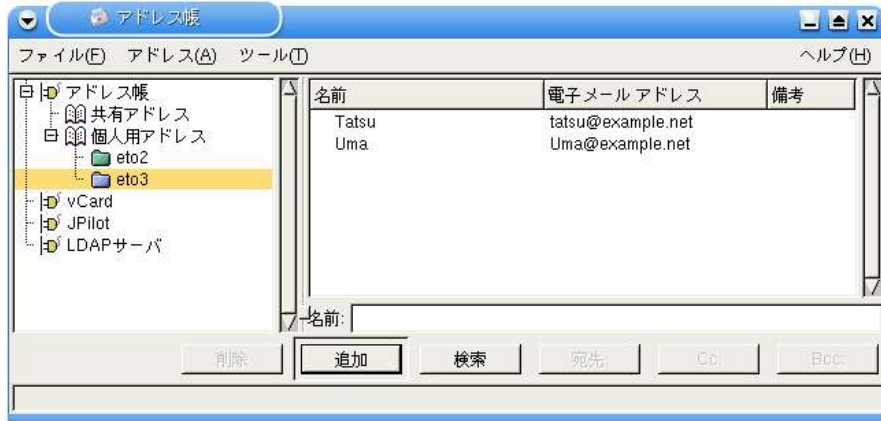 アドレス帳
ファイル(F) アドレス(A) ツール(T) ヘルプ(H)
アドレス帳
共有アドレス
個人用アドレス
eto2
eto3
vCard
JPilot
LDAPサーバ
名前 電子メール アドレス 備考
Tatsu tatsu@example.net
Uma Uma@example.net
名前:
削除 追加 検索 宛先: Cc: Bcc: